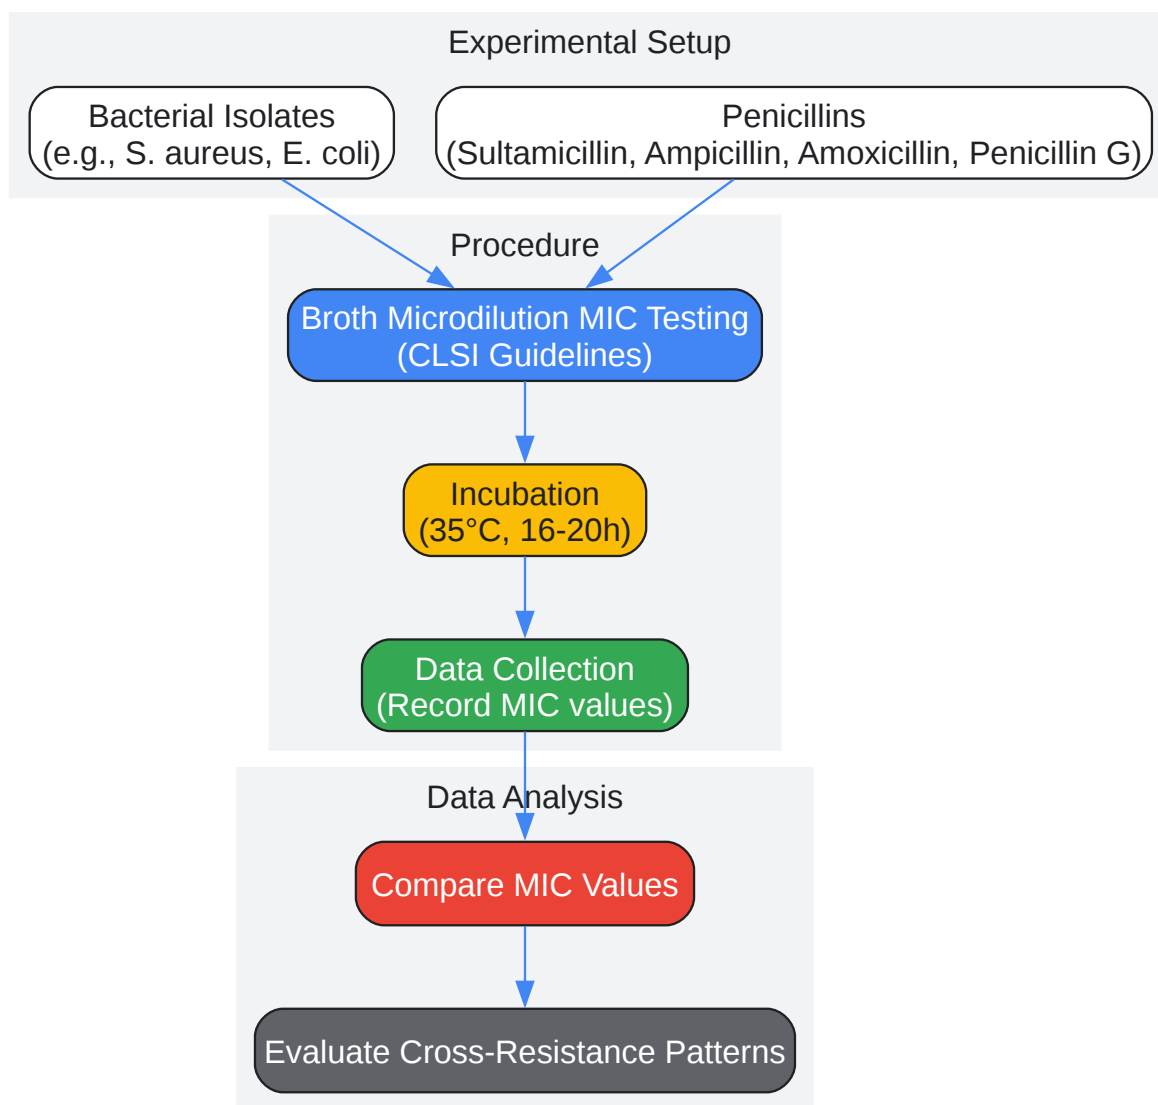 Experimental Setup
Bacterial Isolates
(e.g., S. aureus, E. coli)
Penicillins
(Sultamicillin, Ampicillin, Amoxicillin, Penicillin G)
Procedure
Broth Microdilution MIC Testing
(CLSI Guidelines)
Incubation
(35°C, 16-20h)
Data Collection
(Record MIC values)
Data Analysis
Compare MIC Values
Evaluate Cross-Resistance Patterns